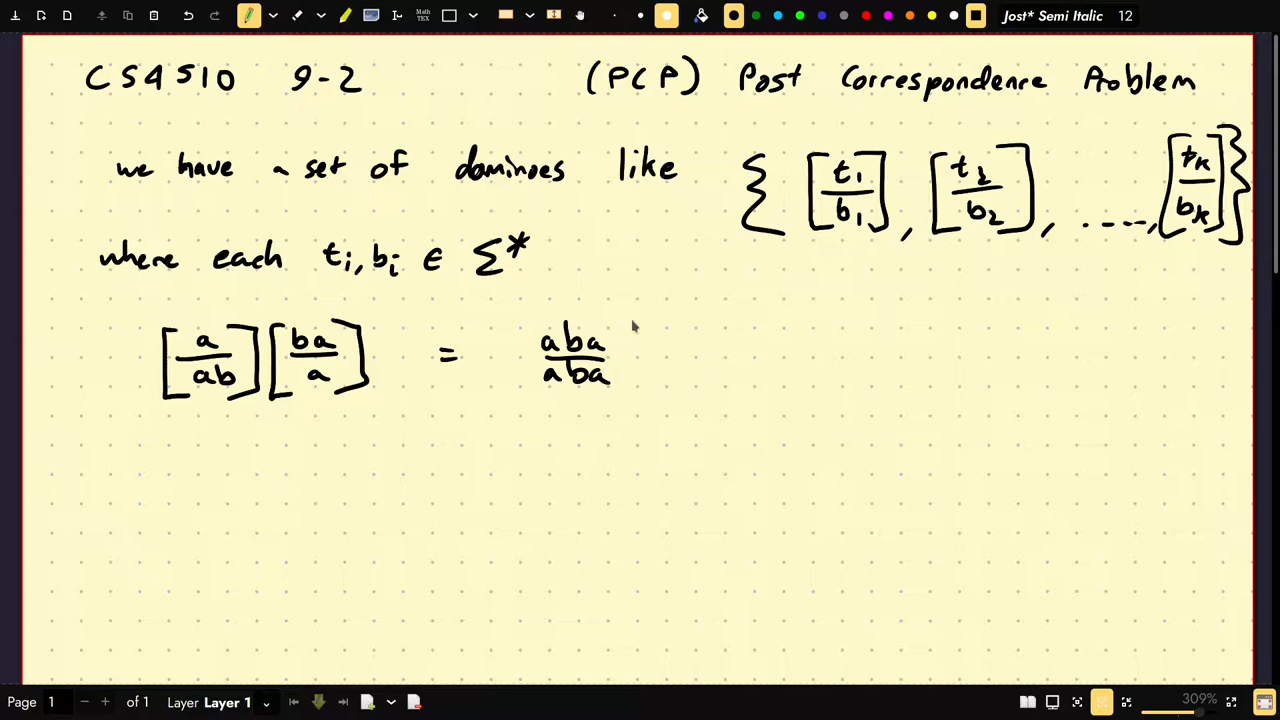 Math
TEX
Jost* Semi Italic 12
CS4510 9-2 (PCP) Post Correspondence Problem
we have a set of dominoes like { [t₁/b₁], [t₂/b₂], ....., [tₖ/bₖ] }
where each tᵢ, bᵢ ∈ Σ*
[a/ab][ba/a] = aba/aba
Page 1 of 1 Layer Layer 1 309%